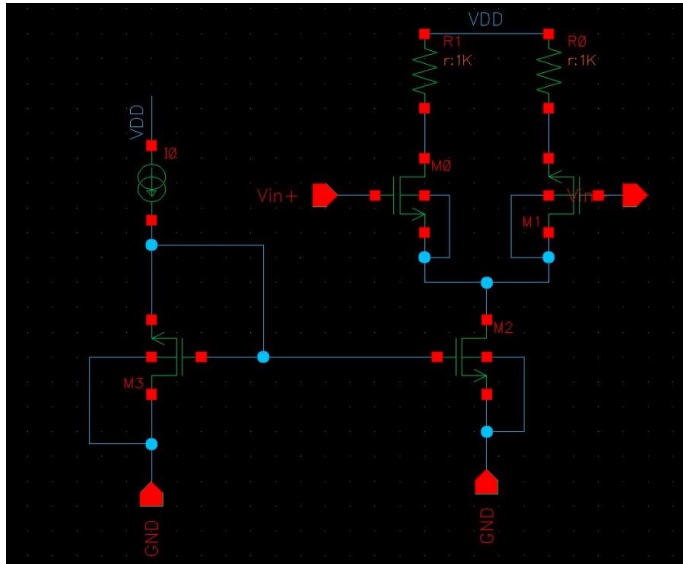 VDD
R1
r:1K
R0
r:1K
VDD
I0
M0
Vin+
Vin-
M1
M2
M3
GND
GND